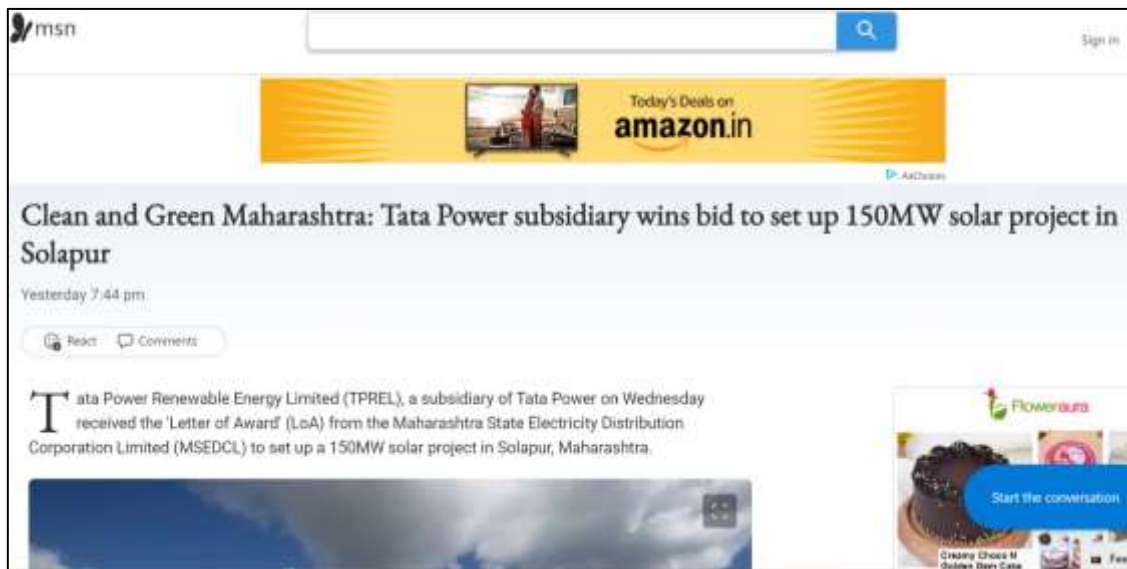 msn
Sign in
Today's Deals on
amazon.in
AdChoices
Clean and Green Maharashtra: Tata Power subsidiary wins bid to set up 150MW solar project in
Solapur
Yesterday 7:44 pm
React Comments
Tata Power Renewable Energy Limited (TPREL), a subsidiary of Tata Power on Wednesday
received the 'Letter of Award' (LoA) from the Maharashtra State Electricity Distribution
Corporation Limited (MSEDCL) to set up a 150MW solar project in Solapur, Maharashtra.
Floweraura
Start the conversation
Creamy Choco N
Golden Gem Cake